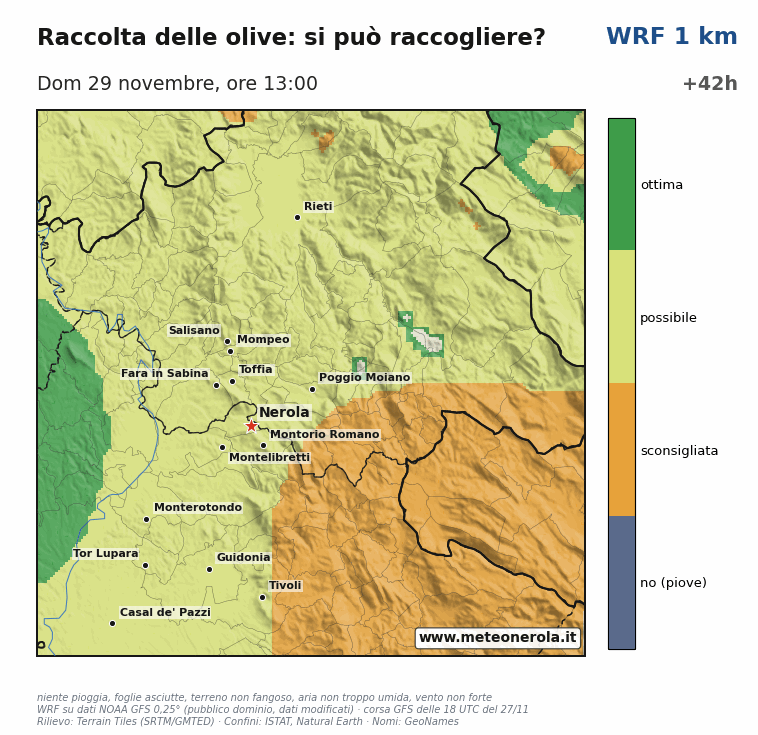 Raccolta delle olive: si può raccogliere?
WRF 1 km
Dom 29 novembre, ore 13:00
+42h
ottima
possibile
sconsigliata
no (piove)
Rieti
Salisano
Mompeo
Fara in Sabina
Toffia
Poggio Moiano
Nerola
Montorio Romano
Montelibretti
Monterotondo
Tor Lupara
Guidonia
Tivoli
Casal de' Pazzi
www.meteonerola.it
niente pioggia, foglie asciutte, terreno non fangoso, aria non troppo umida, vento non forte
WRF su dati NOAA GFS 0,25° (pubblico dominio, dati modificati) · corsa GFS delle 18 UTC del 27/11
Rilievo: Terrain Tiles (SRTM/GMTED) · Confini: ISTAT, Natural Earth · Nomi: GeoNames